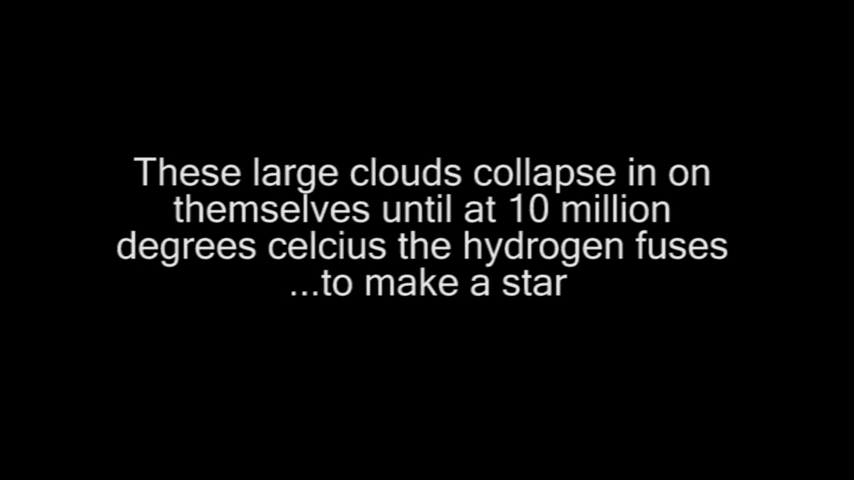 These large clouds collapse in on
themselves until at 10 million
degrees celcius the hydrogen fuses
...to make a star